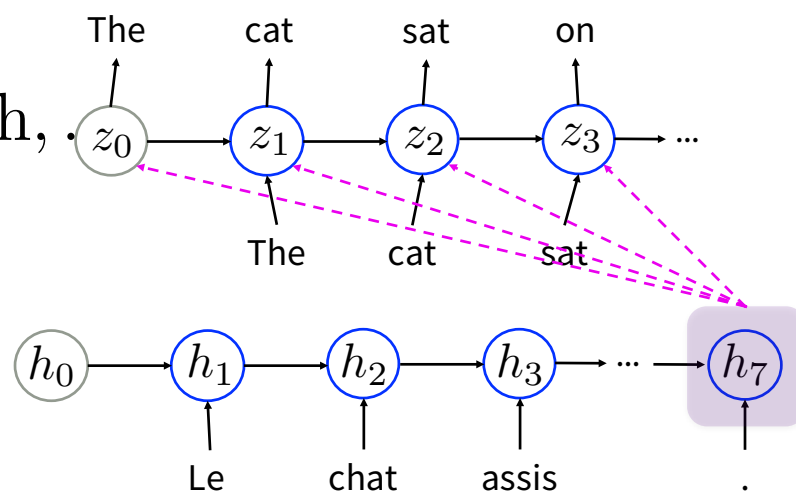 The cat sat on
h, . z₀ z₁ z₂ z₃ ...
The cat sat
h₀ h₁ h₂ h₃ ... h₇
Le chat assis .